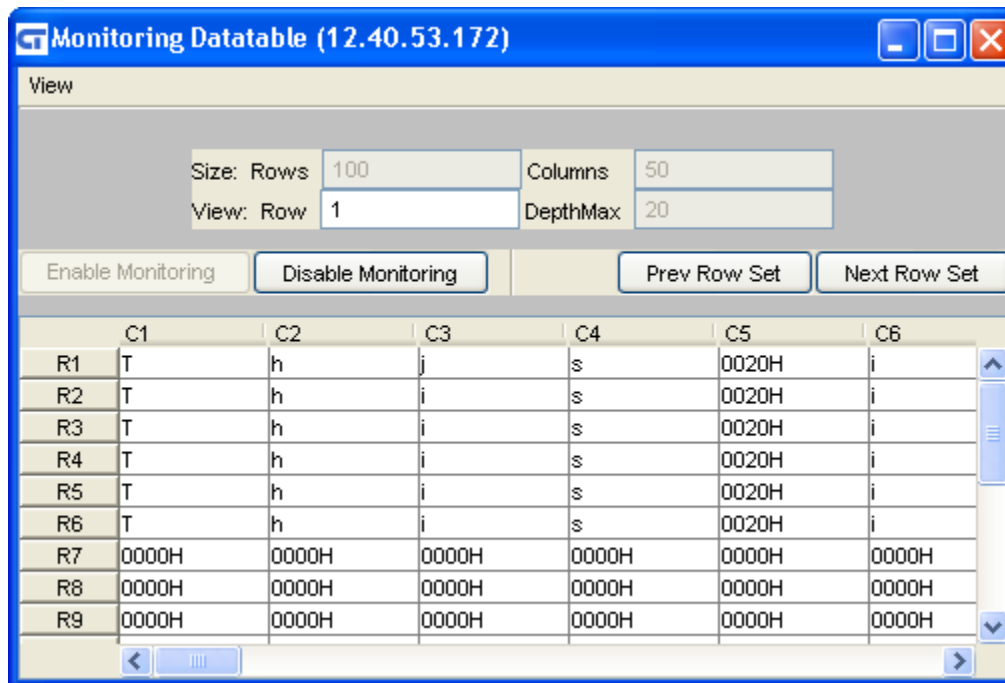 GT Monitoring Datatable (12.40.53.172)
View
Size: Rows 100 Columns 50
View: Row 1 DepthMax 20
Enable Monitoring Disable Monitoring Prev Row Set Next Row Set
C1 C2 C3 C4 C5 C6
R1 T h j s 0020H i
R2 T h i s 0020H i
R3 T h i s 0020H i
R4 T h i s 0020H i
R5 T h i s 0020H i
R6 T h i s 0020H i
R7 0000H 0000H 0000H 0000H 0000H 0000H
R8 0000H 0000H 0000H 0000H 0000H 0000H
R9 0000H 0000H 0000H 0000H 0000H 0000H